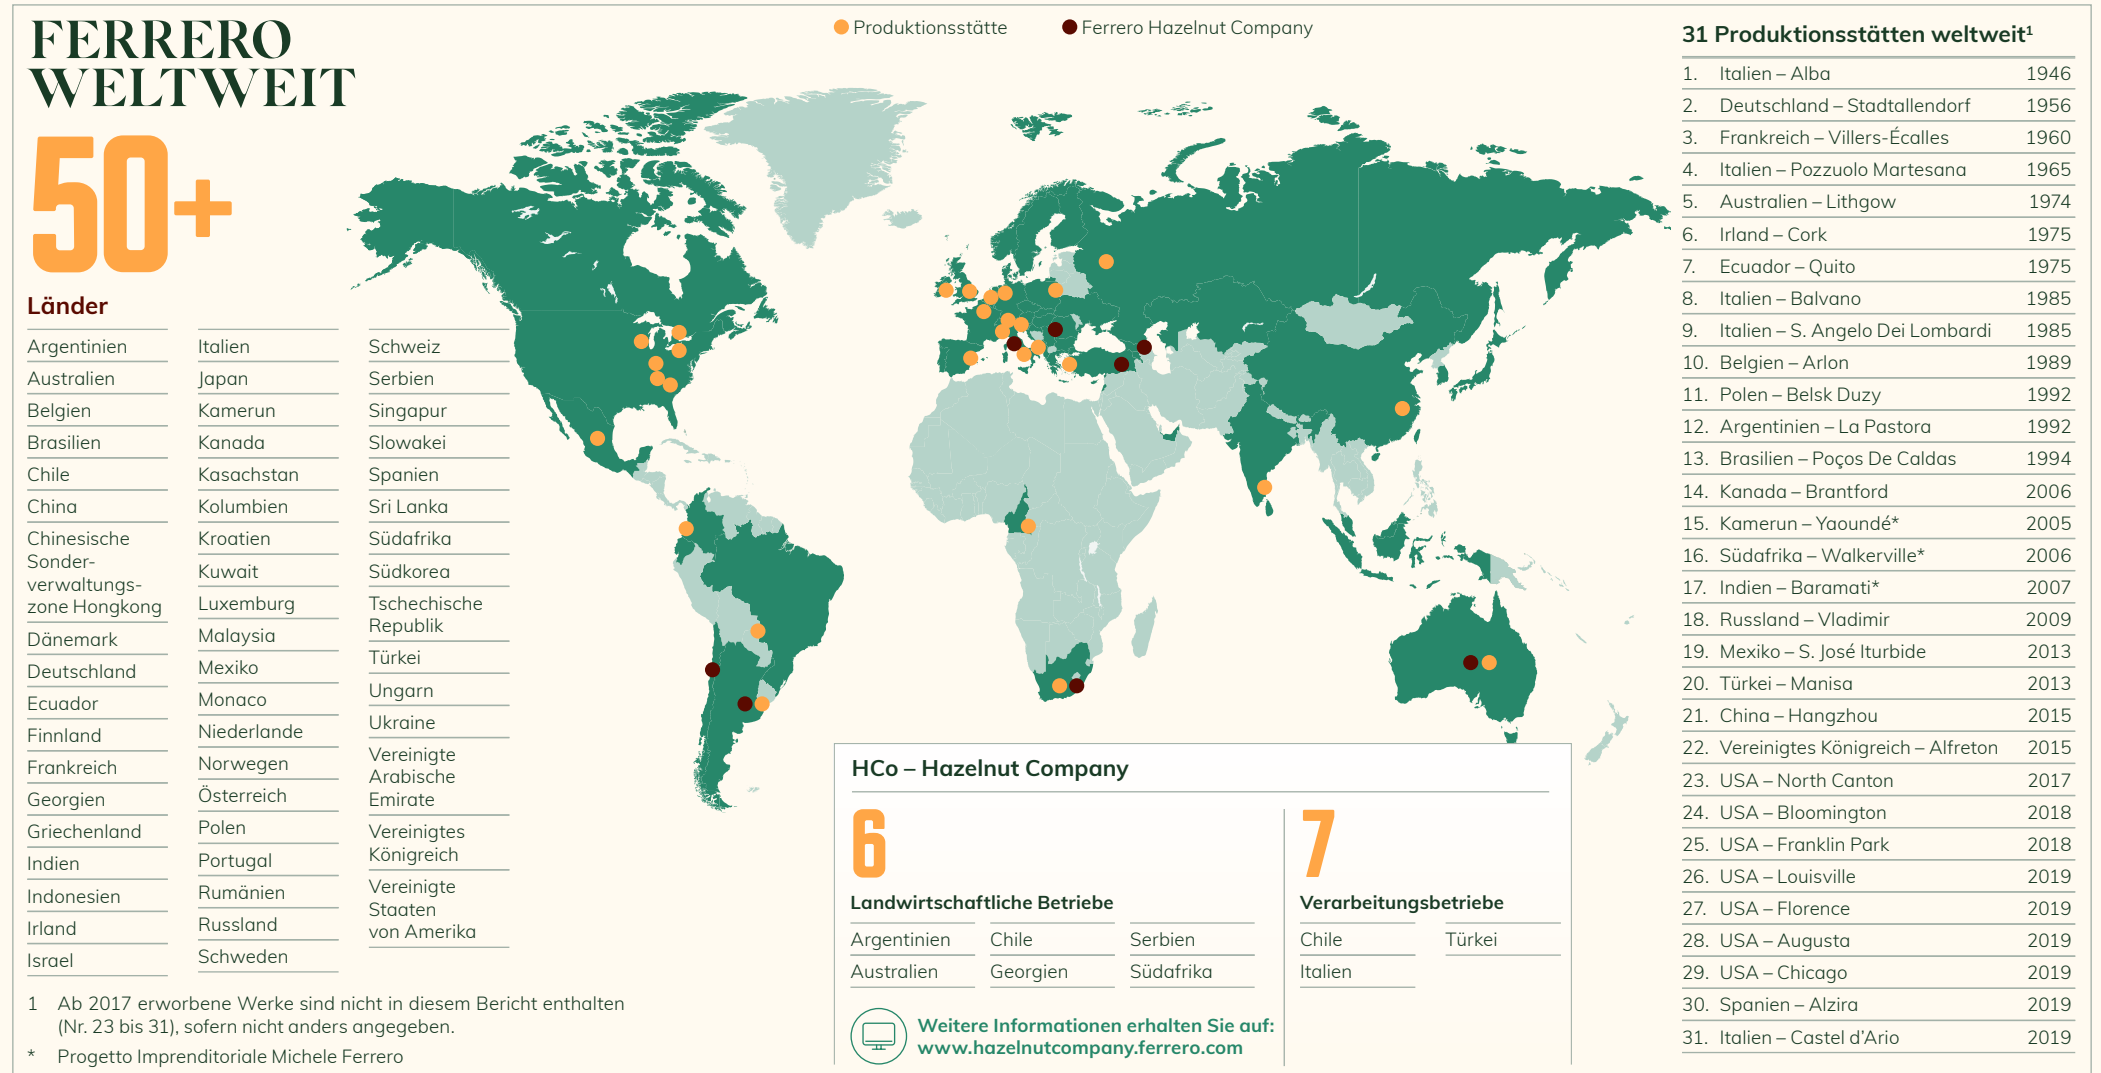 FERRERO
WELTWEIT
50+
Länder
Argentinien
Australien
Belgien
Brasilien
Chile
China
Chinesische
Sonder-
verwaltungs-
zone Hongkong
Dänemark
Deutschland
Ecuador
Finnland
Frankreich
Georgien
Griechenland
Indien
Indonesien
Irland
Israel
Italien
Japan
Kamerun
Kanada
Kasachstan
Kolumbien
Kroatien
Kuwait
Luxemburg
Malaysia
Mexiko
Monaco
Niederlande
Norwegen
Österreich
Polen
Portugal
Rumänien
Russland
Schweden
Schweiz
Serbien
Singapur
Slowakei
Spanien
Sri Lanka
Südafrika
Südkorea
Tschechische
Republik
Türkei
Ungarn
Ukraine
Vereinigte
Arabische
Emirate
Vereinigtes
Königreich
Vereinigte
Staaten
von Amerika
1 Ab 2017 erworbene Werke sind nicht in diesem Bericht enthalten
(Nr. 23 bis 31), sofern nicht anders angegeben.
* Progetto Imprenditoriale Michele Ferrero
Produktionsstätte
Ferrero Hazelnut Company
HCo – Hazelnut Company
6
Landwirtschaftliche Betriebe
Argentinien Chile Serbien
Australien Georgien Südafrika
Weitere Informationen erhalten Sie auf:
www.hazelnutcompany.ferrero.com
7
Verarbeitungsbetriebe
Chile Türkei
Italien
31 Produktionsstätten weltweit¹
1. Italien – Alba 1946
2. Deutschland – Stadtallendorf 1956
3. Frankreich – Villers-Écalles 1960
4. Italien – Pozzuolo Martesana 1965
5. Australien – Lithgow 1974
6. Irland – Cork 1975
7. Ecuador – Quito 1975
8. Italien – Balvano 1985
9. Italien – S. Angelo Dei Lombardi 1985
10. Belgien – Arlon 1989
11. Polen – Belsk Duzy 1992
12. Argentinien – La Pastora 1992
13. Brasilien – Poços De Caldas 1994
14. Kanada – Brantford 2006
15. Kamerun – Yaoundé* 2005
16. Südafrika – Walkerville* 2006
17. Indien – Baramati* 2007
18. Russland – Vladimir 2009
19. Mexiko – S. José Iturbide 2013
20. Türkei – Manisa 2013
21. China – Hangzhou 2015
22. Vereinigtes Königreich – Alfreton 2015
23. USA – North Canton 2017
24. USA – Bloomington 2018
25. USA – Franklin Park 2018
26. USA – Louisville 2019
27. USA – Florence 2019
28. USA – Augusta 2019
29. USA – Chicago 2019
30. Spanien – Alzira 2019
31. Italien – Castel d’Ario 2019